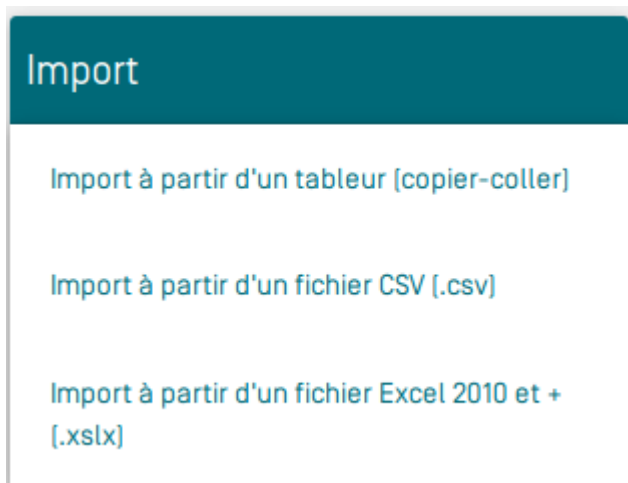 Import
Import à partir d'un tableur (copier-coller)
Import à partir d'un fichier CSV (.csv)
Import à partir d'un fichier Excel 2010 et +
(.xslx)